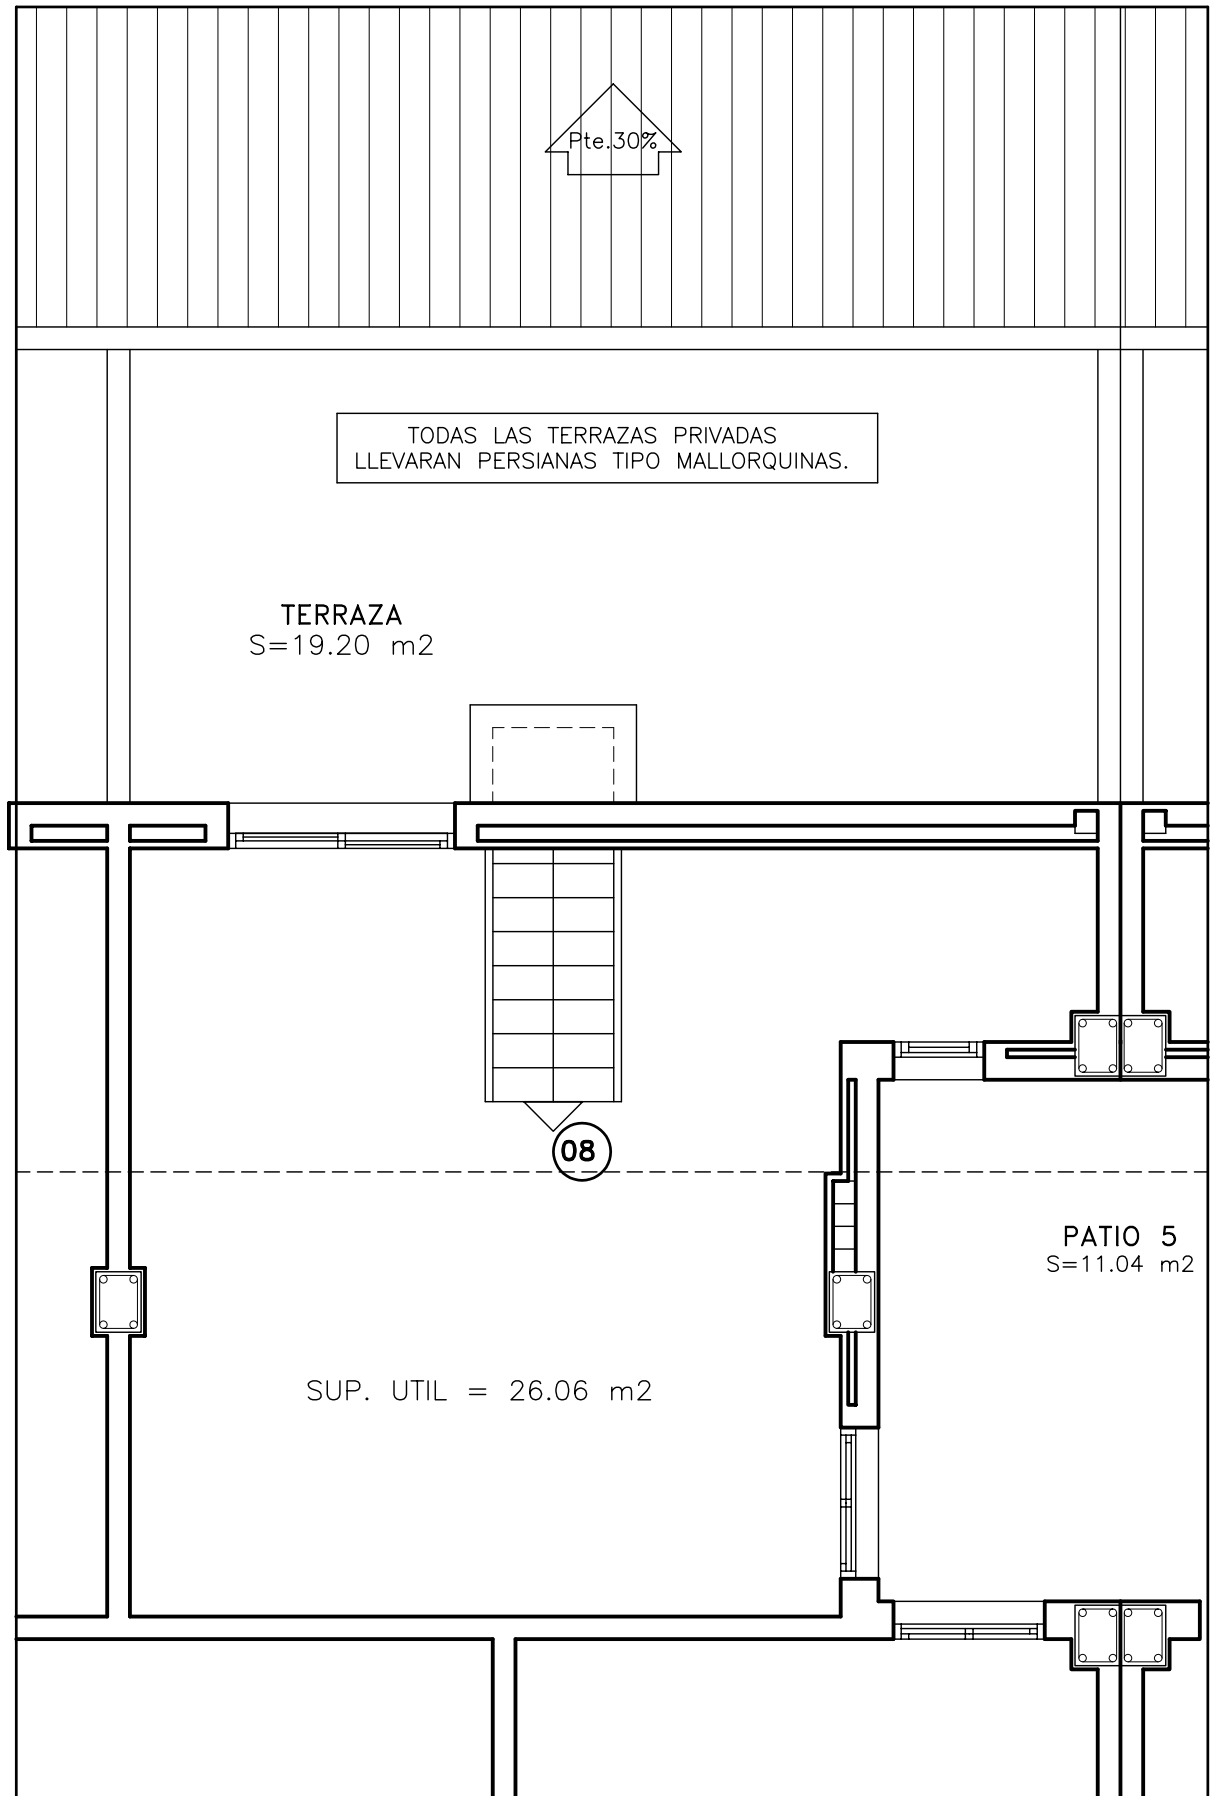 Pte.30%
TODAS LAS TERRAZAS PRIVADAS
LLEVARAN PERSIANAS TIPO MALLORQUINAS.
TERRAZA
S=19.20 m2
08
PATIO 5
S=11.04 m2
SUP. UTIL = 26.06 m2